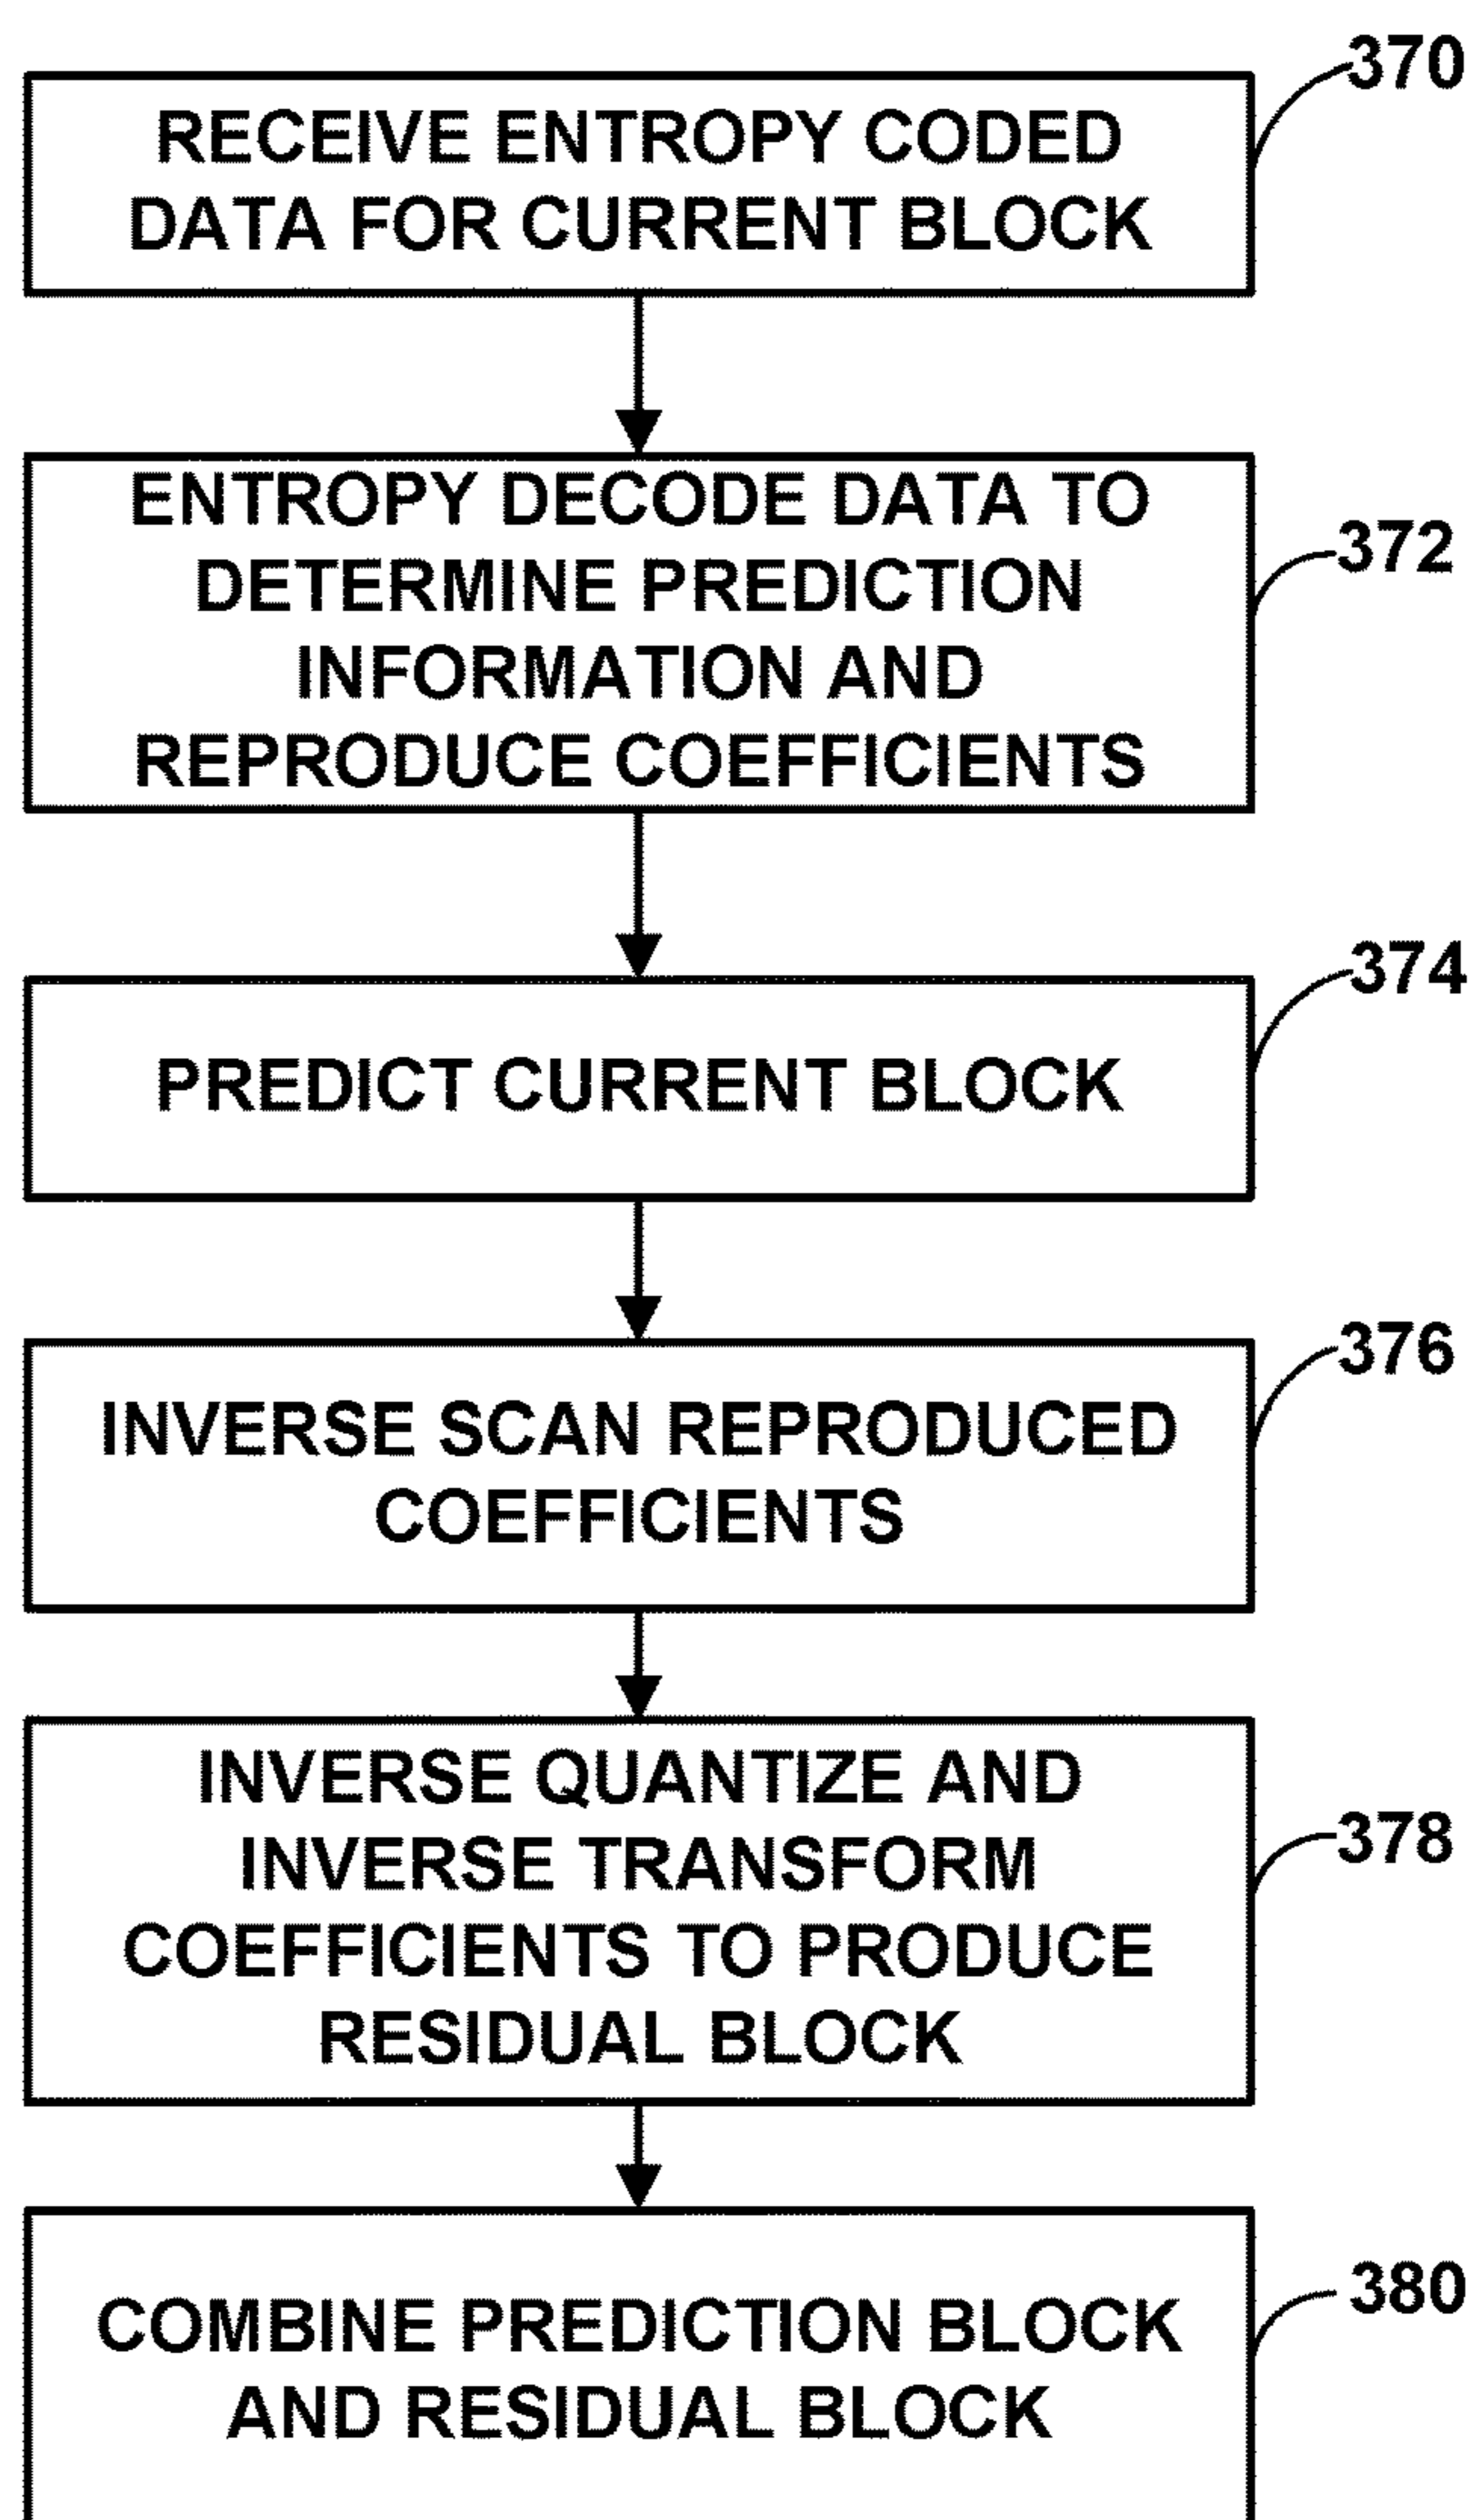 370
RECEIVE ENTROPY CODED
DATA FOR CURRENT BLOCK
ENTROPY DECODE DATA TO
372
DETERMINE PREDICTION
INFORMATION AND
REPRODUCE COEFFICIENTS
374
PREDICT CURRENT BLOCK
376
INVERSE SCAN REPRODUCED
COEFFICIENTS
INVERSE QUANTIZE AND
378
INVERSE TRANSFORM
COEFFICIENTS TO PRODUCE
RESIDUAL BLOCK
380
COMBINE PREDICTION BLOCK
AND RESIDUAL BLOCK